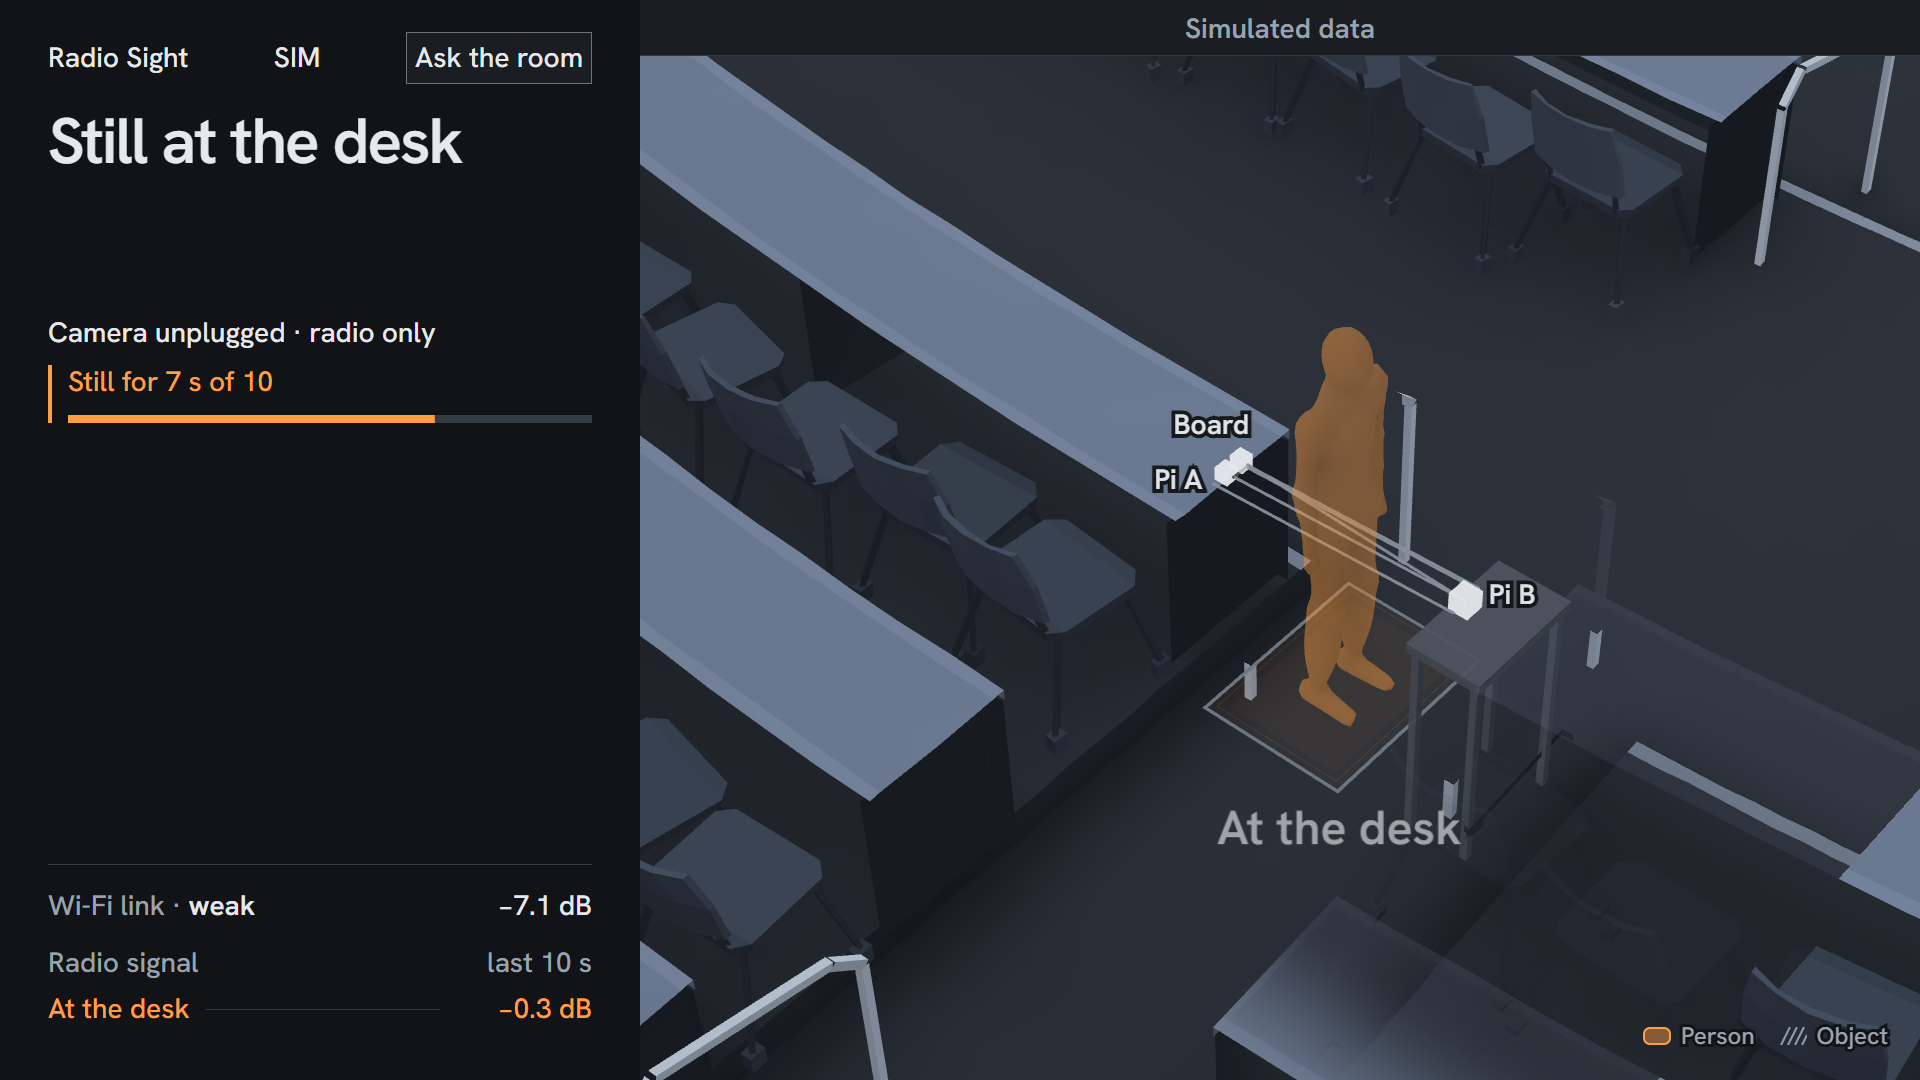 Radio Sight
SIM
Ask the room
Simulated data
Still at the desk
Camera unplugged · radio only
Still for 7 s of 10
Board
Pi A
Pi B
At the desk
Wi-Fi link · weak
−7.1 dB
Radio signal
last 10 s
At the desk
−0.3 dB
Person
Object